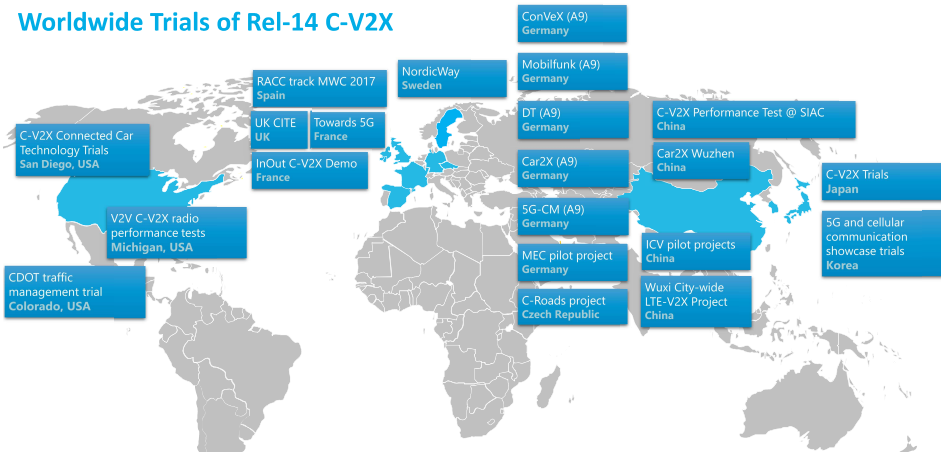 Worldwide Trials of Rel-14 C-V2X
C-V2X Connected Car
Technology Trials
San Diego, USA
V2V C-V2X radio
performance tests
Michigan, USA
CDOT traffic
management trial
Colorado, USA
RACC track MWC 2017
Spain
UK CITE
UK
Towards 5G
France
InOut C-V2X Demo
France
NordicWay
Sweden
ConVeX (A9)
Germany
Mobilfunk (A9)
Germany
DT (A9)
Germany
Car2X (A9)
Germany
5G-CM (A9)
Germany
MEC pilot project
Germany
C-Roads project
Czech Republic
C-V2X Performance Test @ SIAC
China
Car2X Wuzhen
China
ICV pilot projects
China
Wuxi City-wide
LTE-V2X Project
China
C-V2X Trials
Japan
5G and cellular
communication
showcase trials
Korea